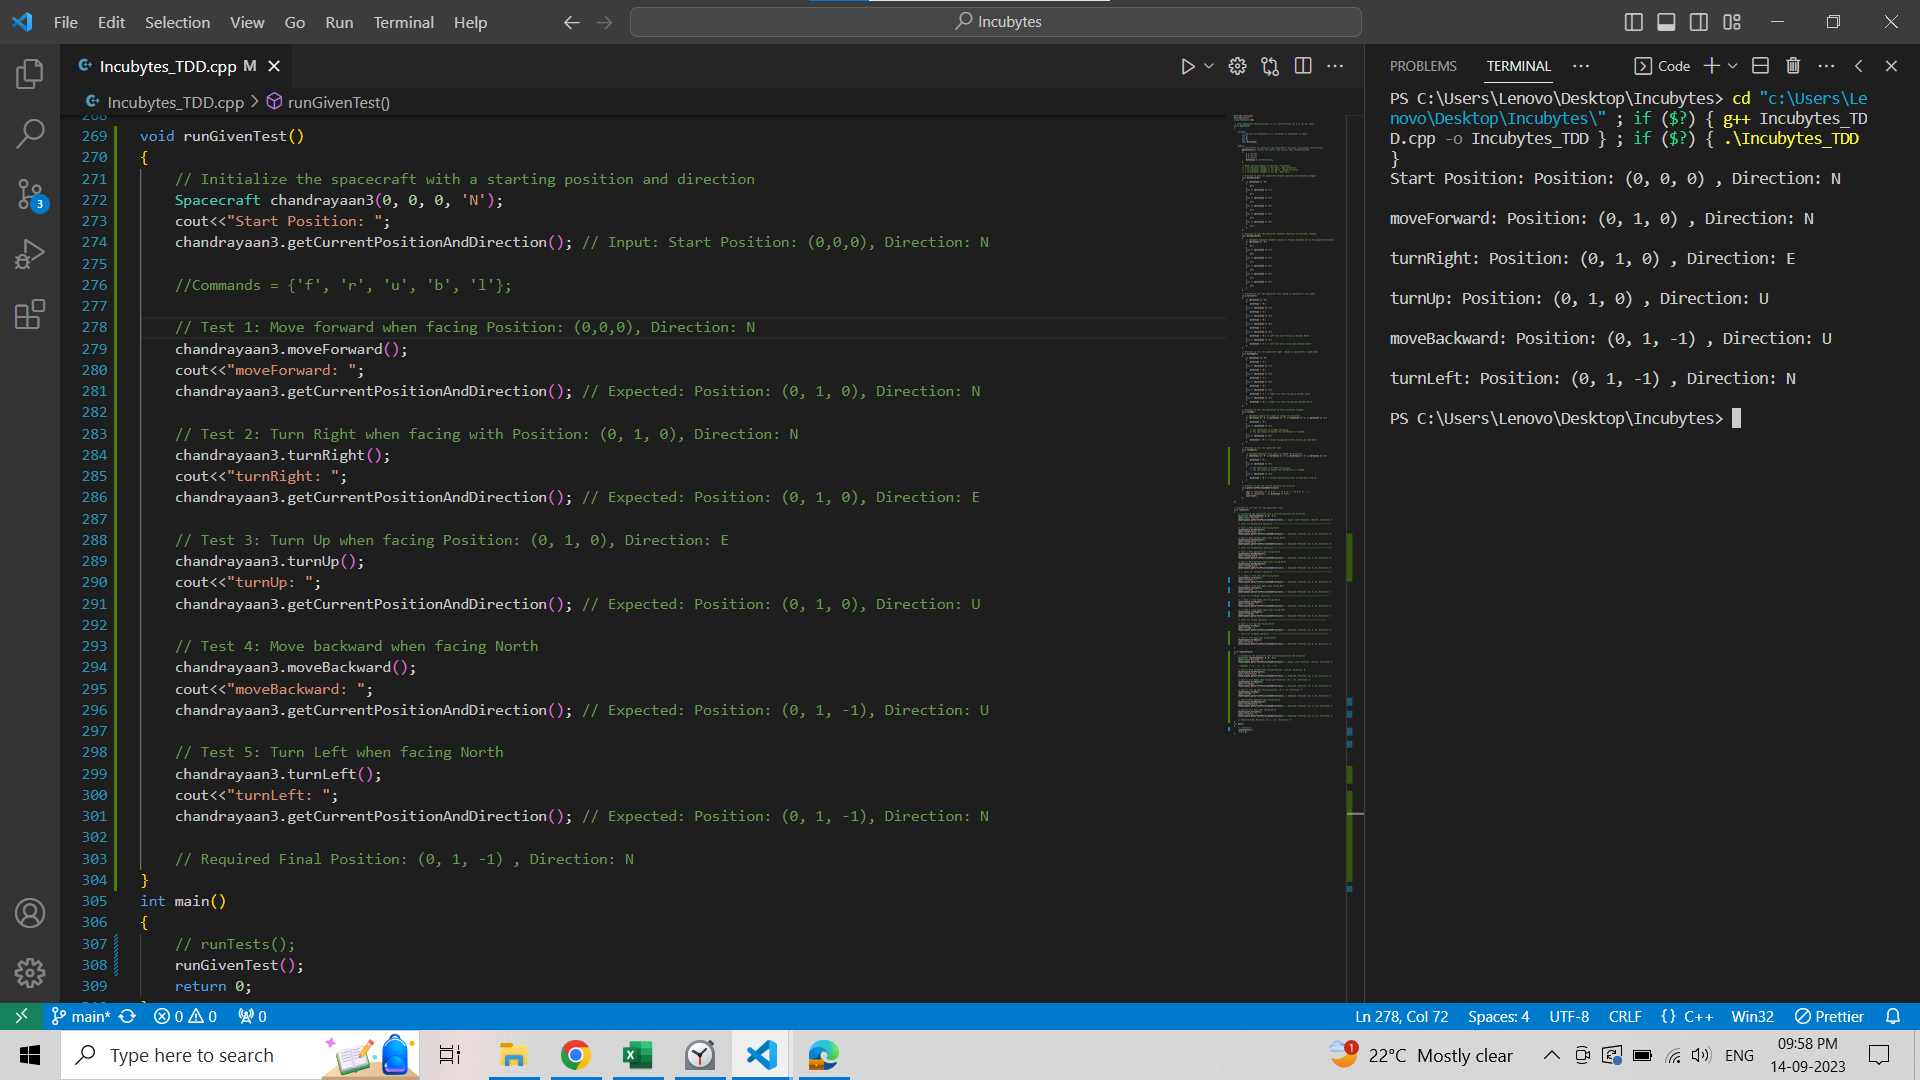 File Edit Selection View Go Run Terminal Help
Incubytes
Incubytes_TDD.cpp M
Incubytes_TDD.cpp > runGivenTest()
268
269 void runGivenTest()
270 {
271 // Initialize the spacecraft with a starting position and direction
272 Spacecraft chandrayaan3(0, 0, 0, 'N');
273 cout<<"Start Position: ";
274 chandrayaan3.getCurrentPositionAndDirection(); // Input: Start Position: (0,0,0), Direction: N
275
276 //Commands = {'f', 'r', 'u', 'b', 'l'};
277
278 // Test 1: Move forward when facing Position: (0,0,0), Direction: N
279 chandrayaan3.moveForward();
280 cout<<"moveForward: ";
281 chandrayaan3.getCurrentPositionAndDirection(); // Expected: Position: (0, 1, 0), Direction: N
282
283 // Test 2: Turn Right when facing with Position: (0, 1, 0), Direction: N
284 chandrayaan3.turnRight();
285 cout<<"turnRight: ";
286 chandrayaan3.getCurrentPositionAndDirection(); // Expected: Position: (0, 1, 0), Direction: E
287
288 // Test 3: Turn Up when facing Position: (0, 1, 0), Direction: E
289 chandrayaan3.turnUp();
290 cout<<"turnUp: ";
291 chandrayaan3.getCurrentPositionAndDirection(); // Expected: Position: (0, 1, 0), Direction: U
292
293 // Test 4: Move backward when facing North
294 chandrayaan3.moveBackward();
295 cout<<"moveBackward: ";
296 chandrayaan3.getCurrentPositionAndDirection(); // Expected: Position: (0, 1, -1), Direction: U
297
298 // Test 5: Turn Left when facing North
299 chandrayaan3.turnLeft();
300 cout<<"turnLeft: ";
301 chandrayaan3.getCurrentPositionAndDirection(); // Expected: Position: (0, 1, -1), Direction: N
302
303 // Required Final Position: (0, 1, -1) , Direction: N
304 }
305 int main()
306 {
307 // runTests();
308 runGivenTest();
309 return 0;
PROBLEMS TERMINAL Code
PS C:\Users\Lenovo\Desktop\Incubytes> cd "c:\Users\Le
novo\Desktop\Incubytes\" ; if ($?) { g++ Incubytes_TD
D.cpp -o Incubytes_TDD } ; if ($?) { .\Incubytes_TDD
}
Start Position: Position: (0, 0, 0) , Direction: N
moveForward: Position: (0, 1, 0) , Direction: N
turnRight: Position: (0, 1, 0) , Direction: E
turnUp: Position: (0, 1, 0) , Direction: U
moveBackward: Position: (0, 1, -1) , Direction: U
turnLeft: Position: (0, 1, -1) , Direction: N
PS C:\Users\Lenovo\Desktop\Incubytes>
3
main* 0 0 0 Ln 278, Col 72 Spaces: 4 UTF-8 CRLF {} C++ Win32 Prettier
Type here to search
1 22°C Mostly clear ENG
09:58 PM
14-09-2023